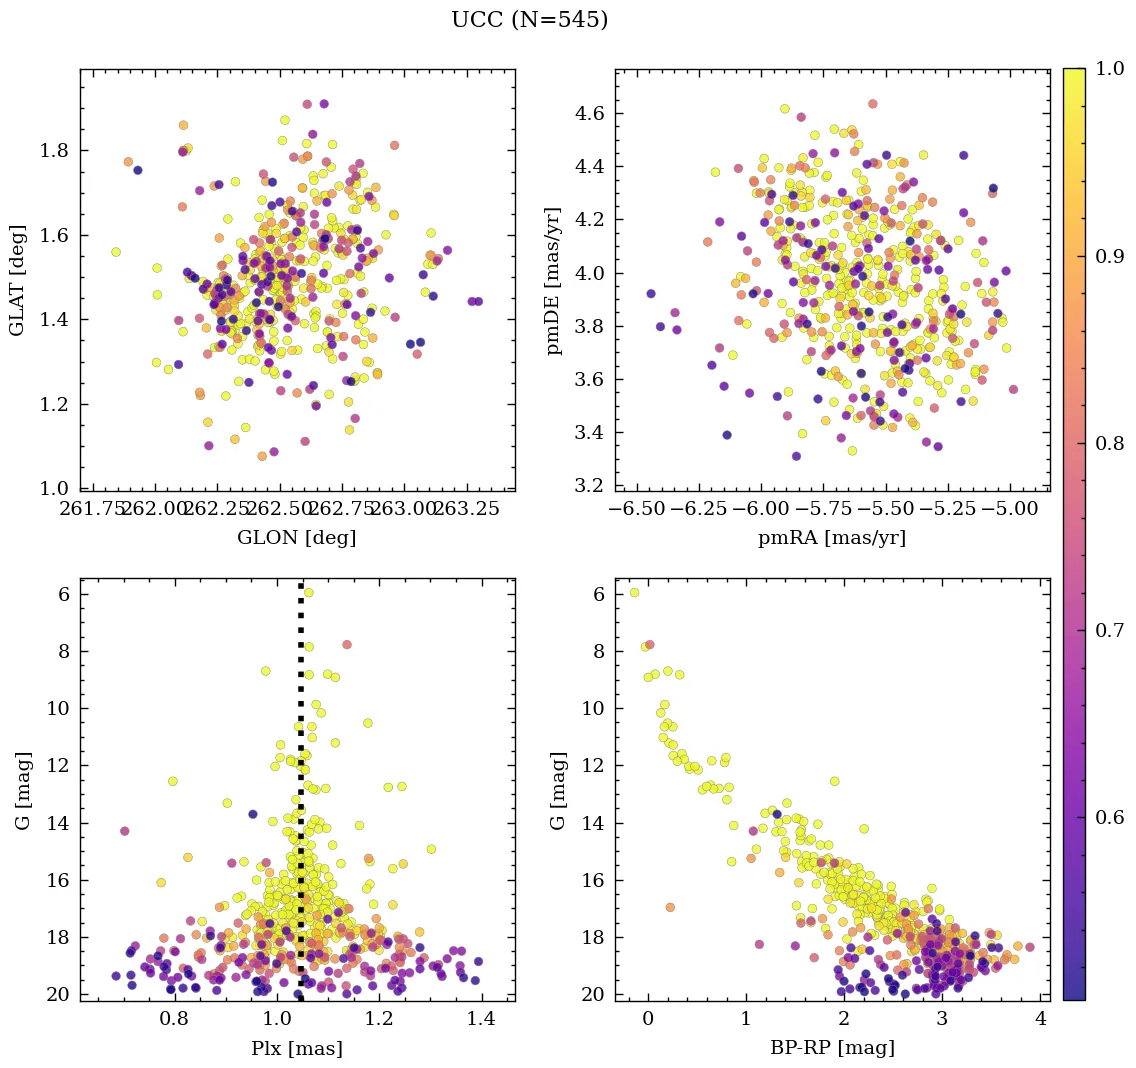 UCC (N=545)
GLAT [deg]
1.8
1.6
1.4
1.2
1.0
261.75 262.00 262.25 262.50 262.75 263.00 263.25
GLON [deg]
pmDE [mas/yr]
4.6
4.4
4.2
4.0
3.8
3.6
3.4
3.2
−6.50 −6.25 −6.00 −5.75 −5.50 −5.25 −5.00
pmRA [mas/yr]
1.0
0.9
0.8
0.7
0.6
G [mag]
6
8
10
12
14
16
18
20
0.8 1.0 1.2 1.4
Plx [mas]
G [mag]
6
8
10
12
14
16
18
20
0 1 2 3 4
BP-RP [mag]